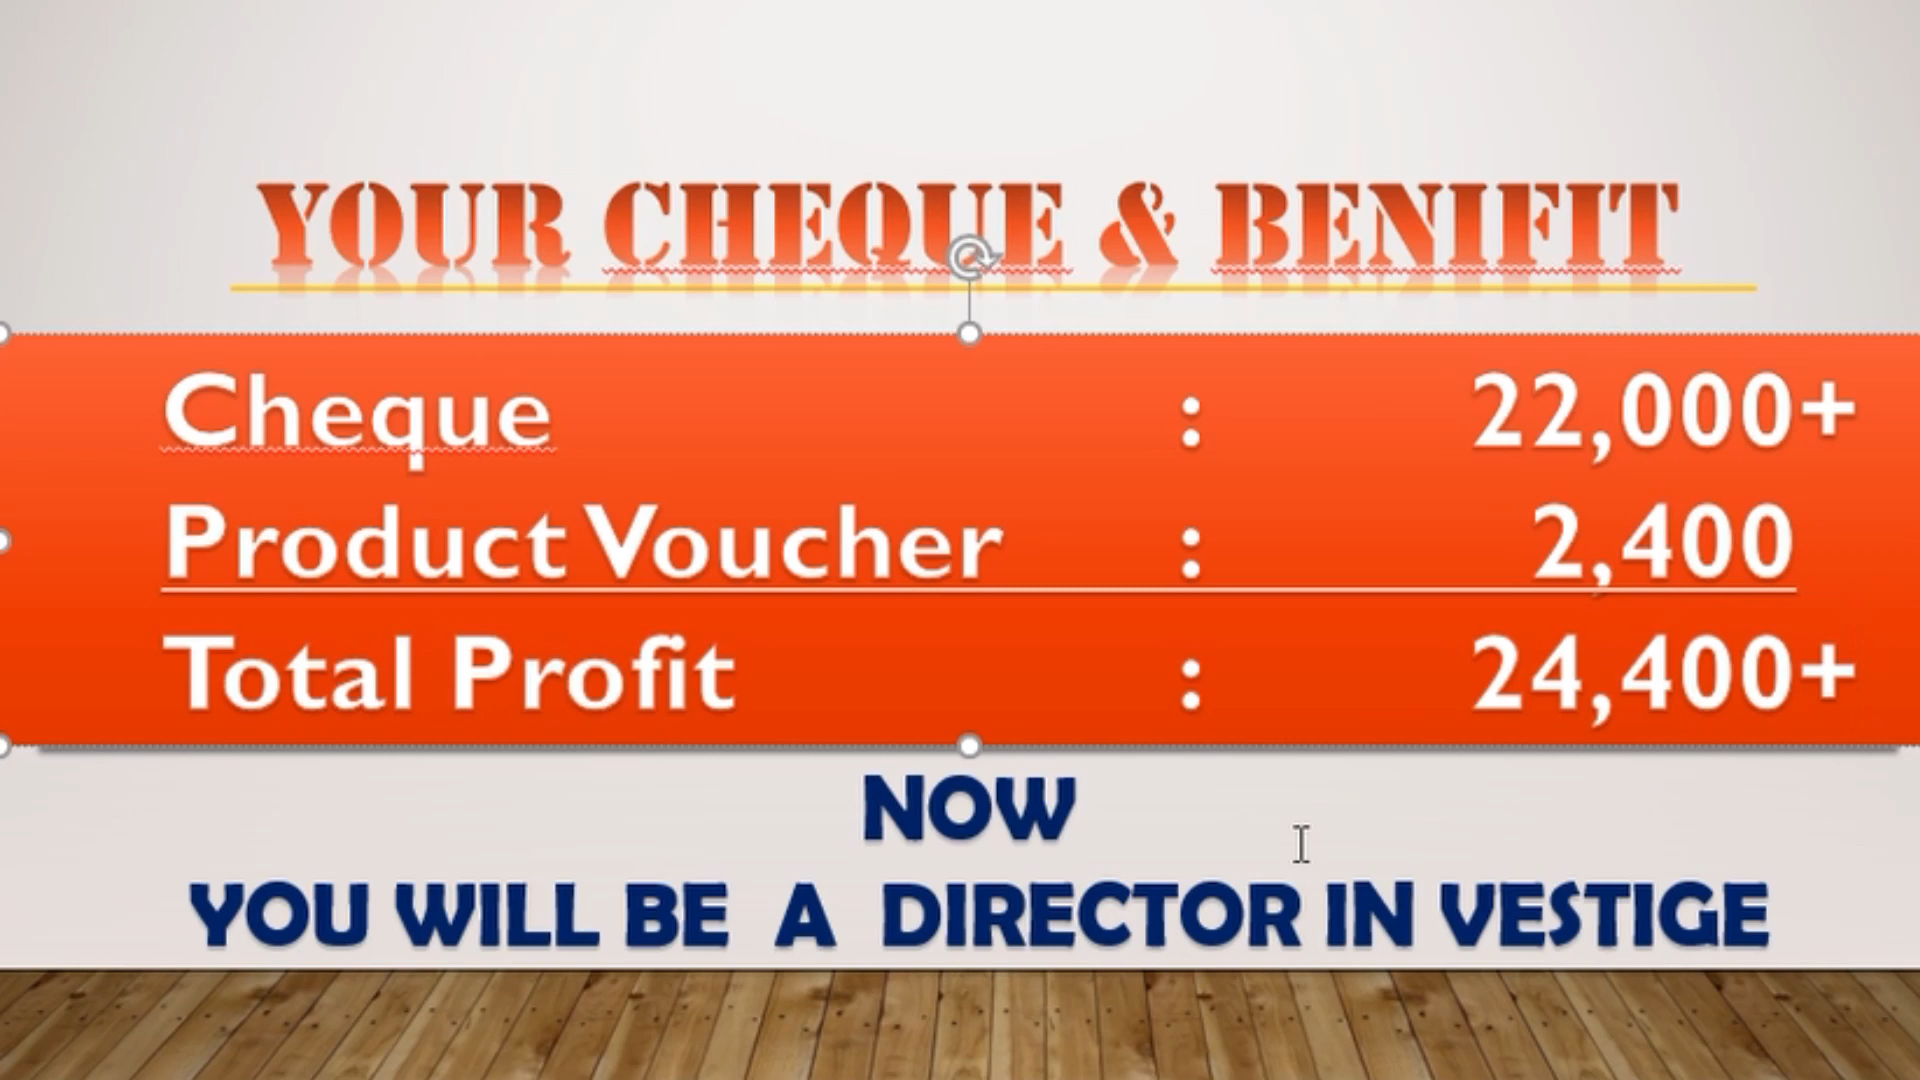 YOUR CHEQUE & BENIFIT
Cheque : 22,000+
Product Voucher : 2,400
Total Profit : 24,400+
NOW
YOU WILL BE A DIRECTOR IN VESTIGE